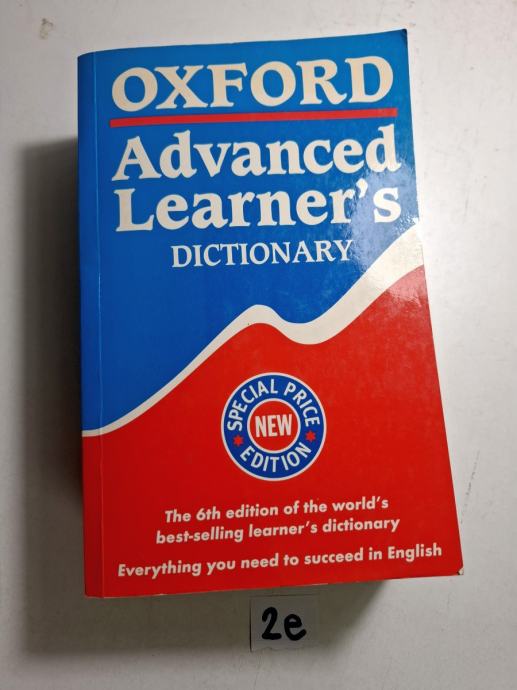 OXFORD
Advanced
Learner's
DICTIONARY
SPECIAL PRICE
NEW
EDITION
The 6th edition of the world's
best-selling learner's dictionary
Everything you need to succeed in English
2e